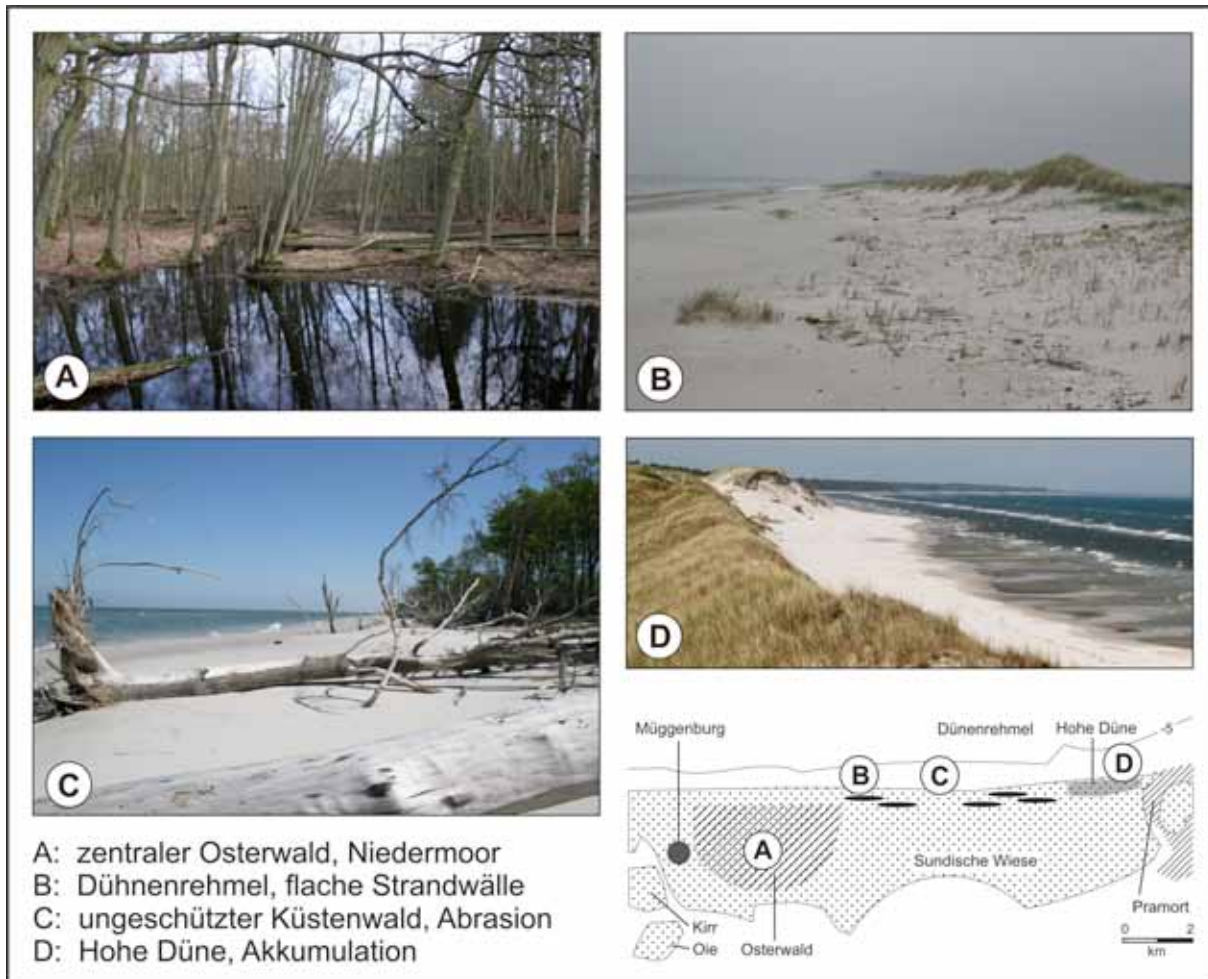 A
B
C
D
Müggenburg
Dünenrehmel
Hohe Düne
-5
B
C
D
A
Sundische Wiese
Kirr
Oie
Osterwald
Pramort
0 2
km
A: zentraler Osterwald, Niedermoor
B: Dühnenrehmel, flache Strandwälle
C: ungeschützter Küstenwald, Abrasion
D: Hohe Düne, Akkumulation